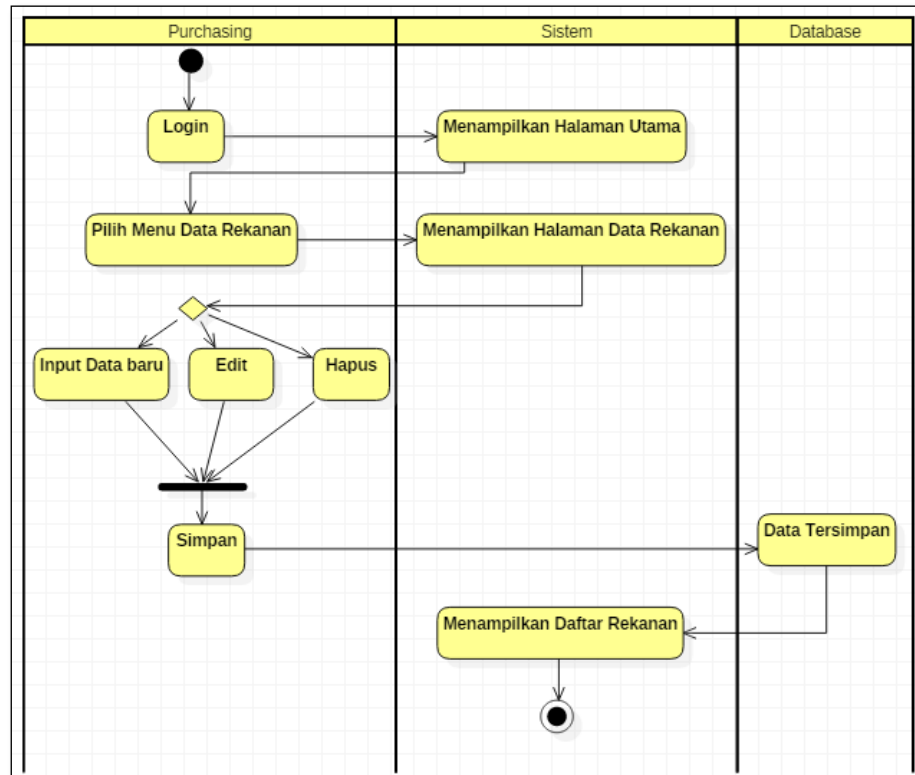 Purchasing
Sistem
Database
Login
Menampilkan Halaman Utama
Pilih Menu Data Rekanan
Menampilkan Halaman Data Rekanan
Input Data baru
Edit
Hapus
Simpan
Data Tersimpan
Menampilkan Daftar Rekanan